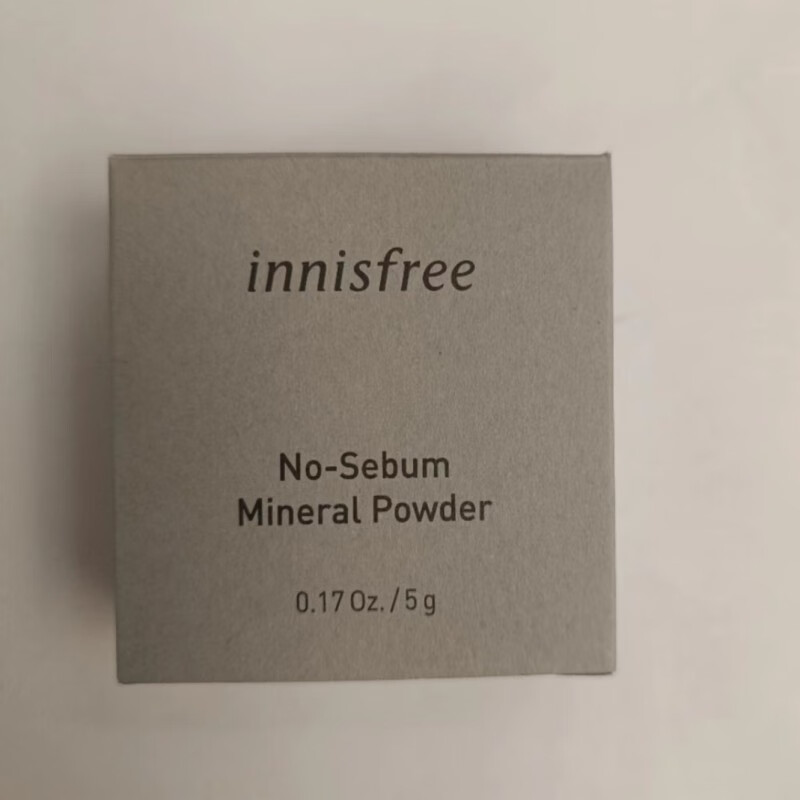 innisfree
No-Sebum
Mineral Powder
0.17 Oz. / 5 g